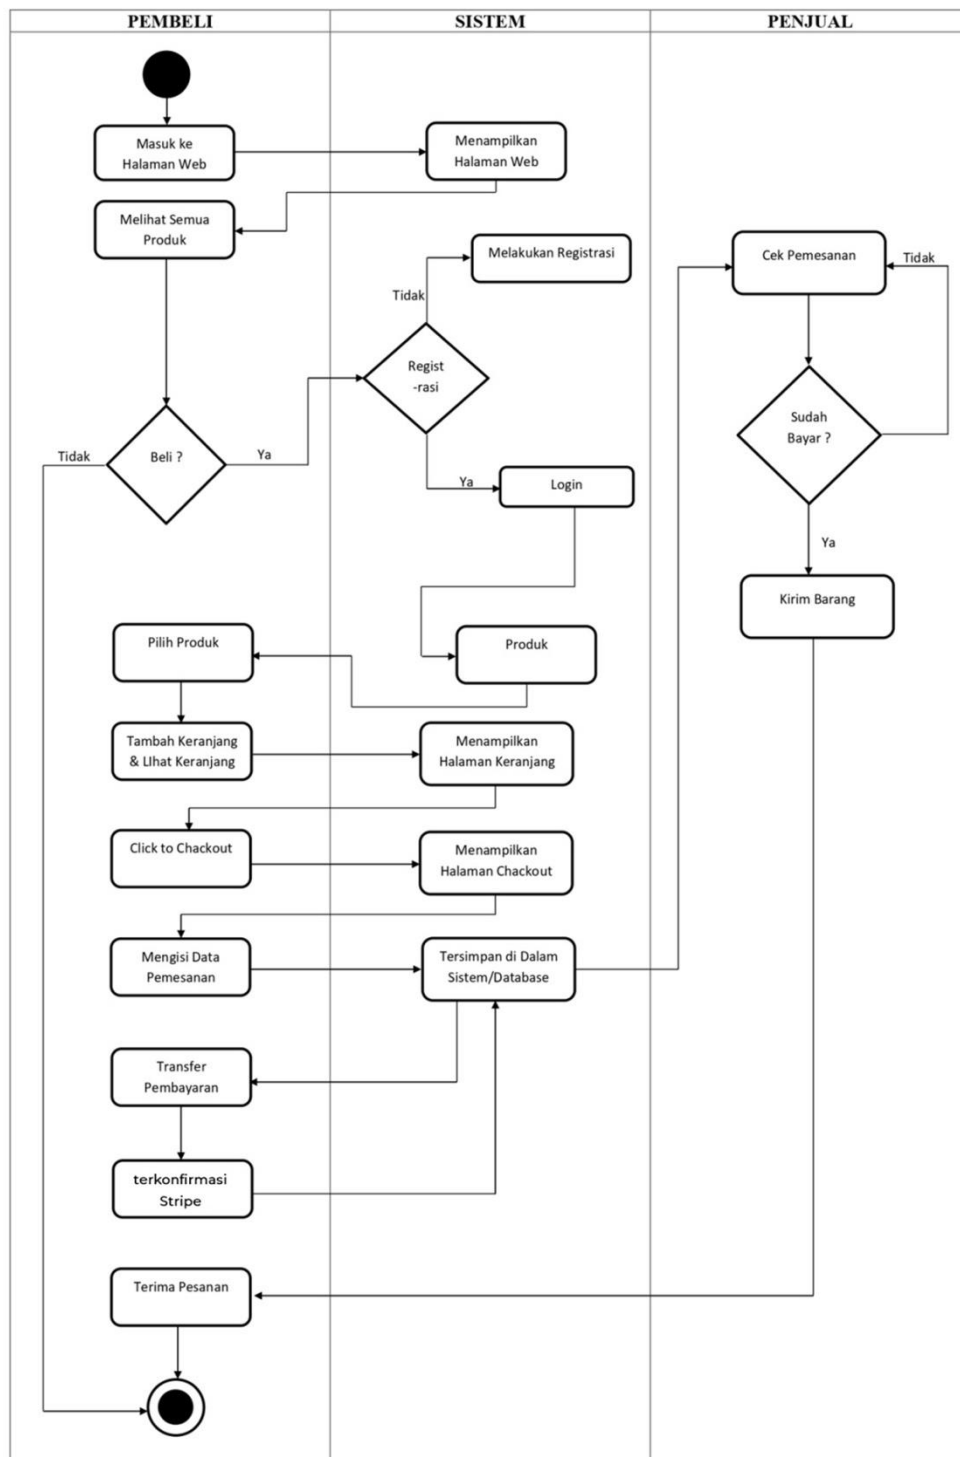 PEMBELI
SISTEM
PENJUAL
Masuk ke
Halaman Web
Menampilkan
Halaman Web
Melihat Semua
Produk
Melakukan Registrasi
Cek Pemesanan
Tidak
Tidak
Regist
-rasi
Sudah
Bayar ?
Tidak
Beli ?
Ya
Ya
Login
Ya
Kirim Barang
Pilih Produk
Produk
Tambah Keranjang
& LIhat Keranjang
Menampilkan
Halaman Keranjang
Click to Chackout
Menampilkan
Halaman Chackout
Mengisi Data
Pemesanan
Tersimpan di Dalam
Sistem/Database
Transfer
Pembayaran
terkonfirmasi
Stripe
Terima Pesanan